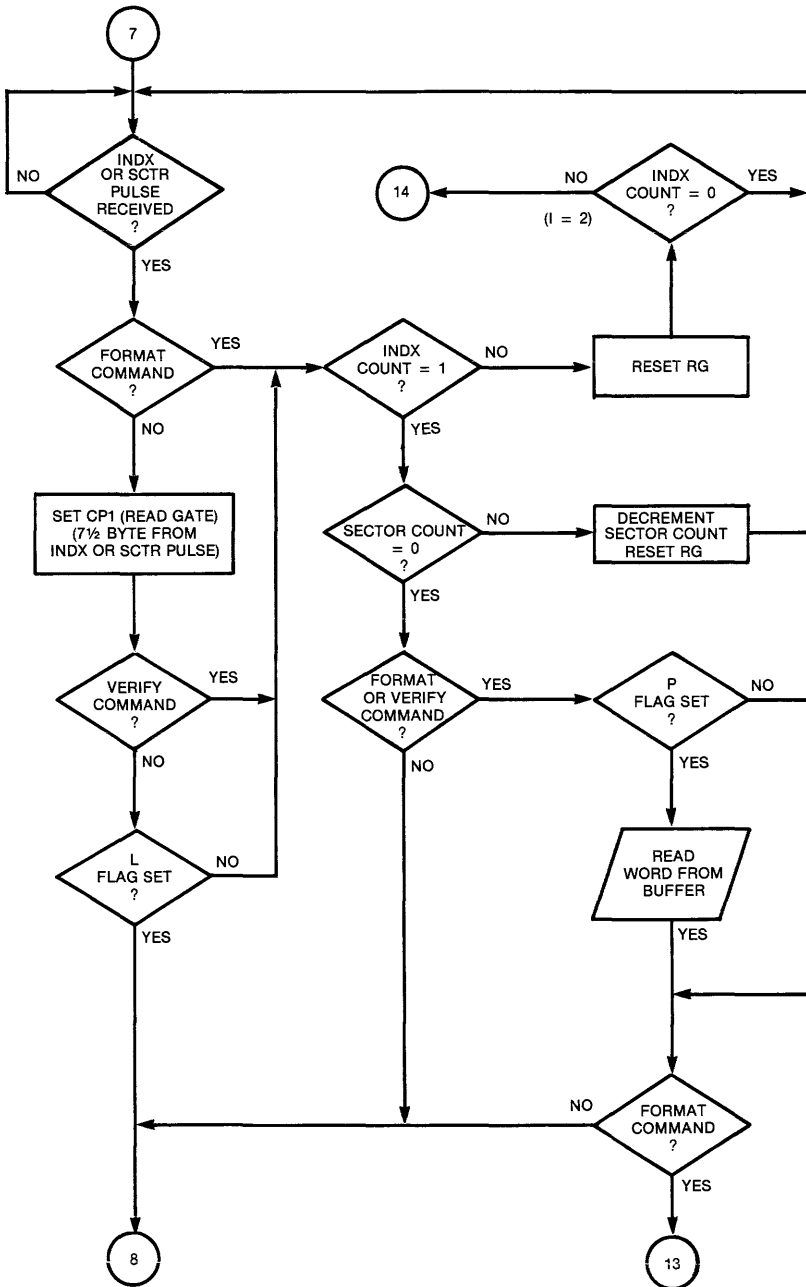 7
INDX
OR SCTR
PULSE
RECEIVED
?
NO
YES
14
NO
(I = 2)
INDX
COUNT = 0
?
YES
FORMAT
COMMAND
?
YES
NO
INDX
COUNT = 1
?
NO
YES
RESET RG
SET CP1 (READ GATE)
(7½ BYTE FROM
INDX OR SCTR PULSE)
SECTOR COUNT
= 0
?
NO
YES
DECREMENT
SECTOR COUNT
RESET RG
VERIFY
COMMAND
?
YES
NO
FORMAT
OR VERIFY
COMMAND
?
YES
NO
P
FLAG SET
?
NO
YES
L
FLAG SET
?
NO
YES
READ
WORD FROM
BUFFER
YES
NO
FORMAT
COMMAND
?
YES
8
13